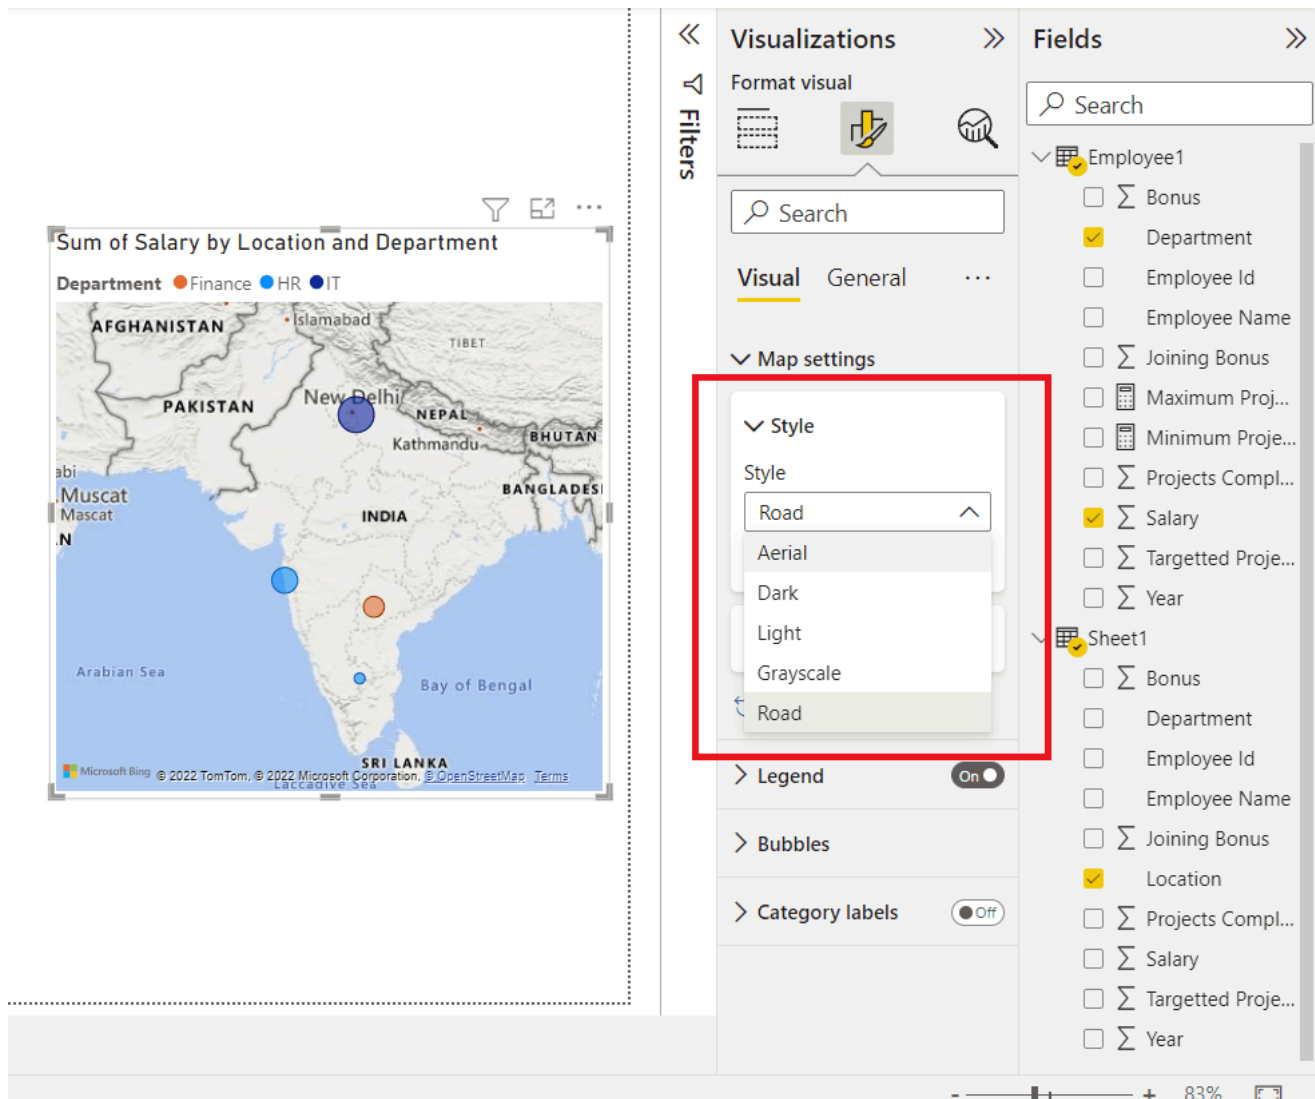 Sum of Salary by Location and Department
Department Finance HR IT
AFGHANISTAN
Islamabad
TIBET
PAKISTAN
New Delhi
NEPAL
Kathmandu
BHUTAN
abi
Muscat
Mascat
N
BANGLADES
INDIA
Arabian Sea
Bay of Bengal
SRI LANKA
Laccadive Sea
Microsoft Bing © 2022 TomTom, © 2022 Microsoft Corporation, © OpenStreetMap Terms
Filters
Visualizations
Format visual
Search
Visual General ...
Map settings
Style
Style
Road
Aerial
Dark
Light
Grayscale
Road
Legend On
Bubbles
Category labels Off
Fields
Search
Employee1
Bonus
Department
Employee Id
Employee Name
Joining Bonus
Maximum Proj...
Minimum Proje...
Projects Compl...
Salary
Targetted Proje...
Year
Sheet1
Bonus
Department
Employee Id
Employee Name
Joining Bonus
Location
Projects Compl...
Salary
Targetted Proje...
Year
- + 83%